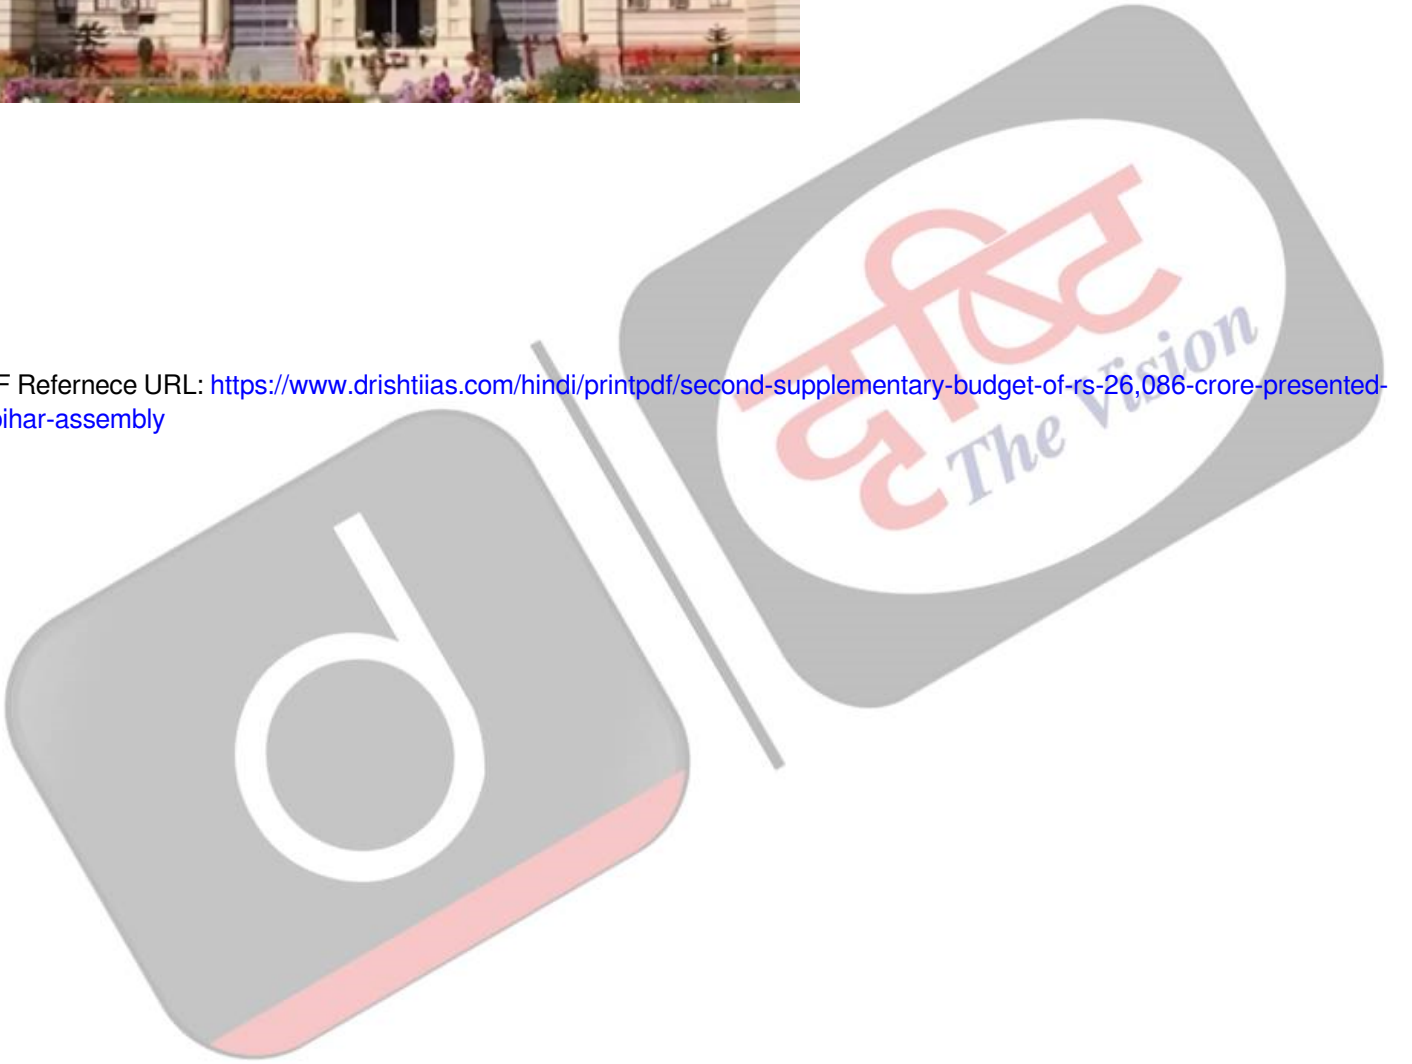 F Refernece URL: https://www.drishtiias.com/hindi/printpdf/second-supplementary-budget-of-rs-26,086-crore-presented-
bihar-assembly
दृष्टि
The Vision
d